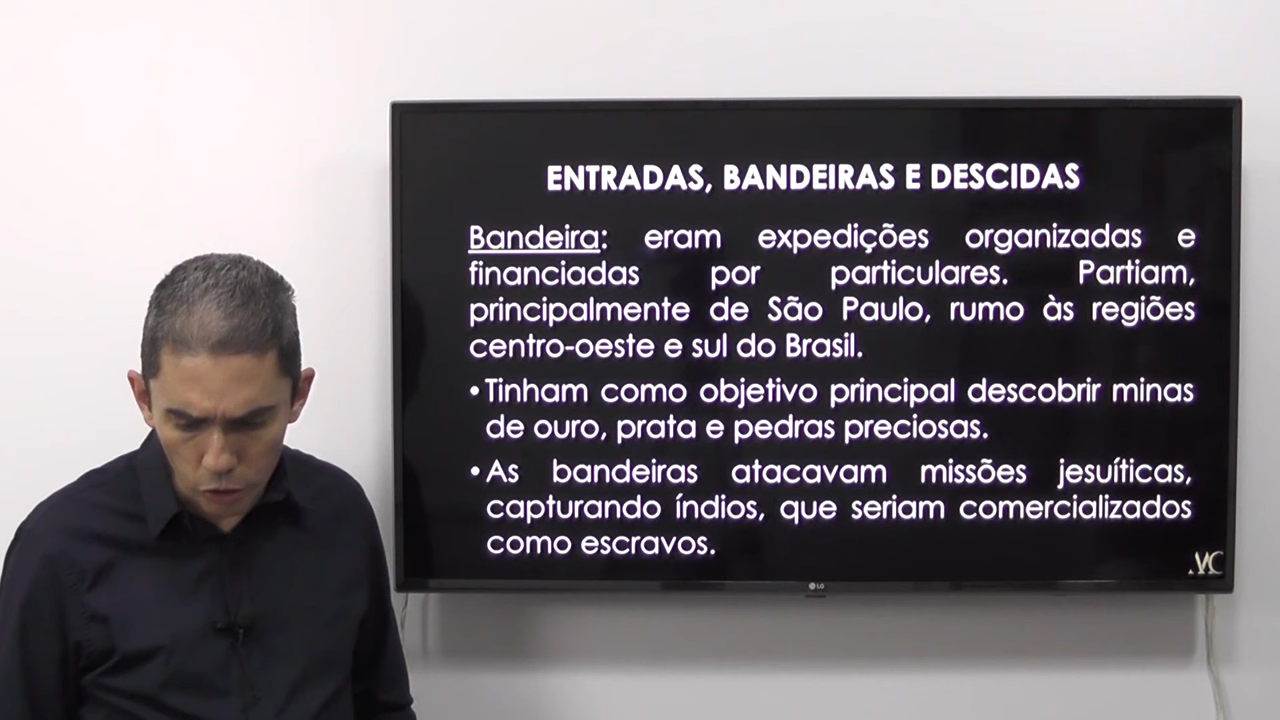 ENTRADAS, BANDEIRAS E DESCIDAS
Bandeira: eram expedições organizadas e
financiadas por particulares. Partiam,
principalmente de São Paulo, rumo às regiões
centro-oeste e sul do Brasil.
• Tinham como objetivo principal descobrir minas
de ouro, prata e pedras preciosas.
• As bandeiras atacavam missões jesuíticas,
capturando índios, que seriam comercializados
como escravos.
MC
LG